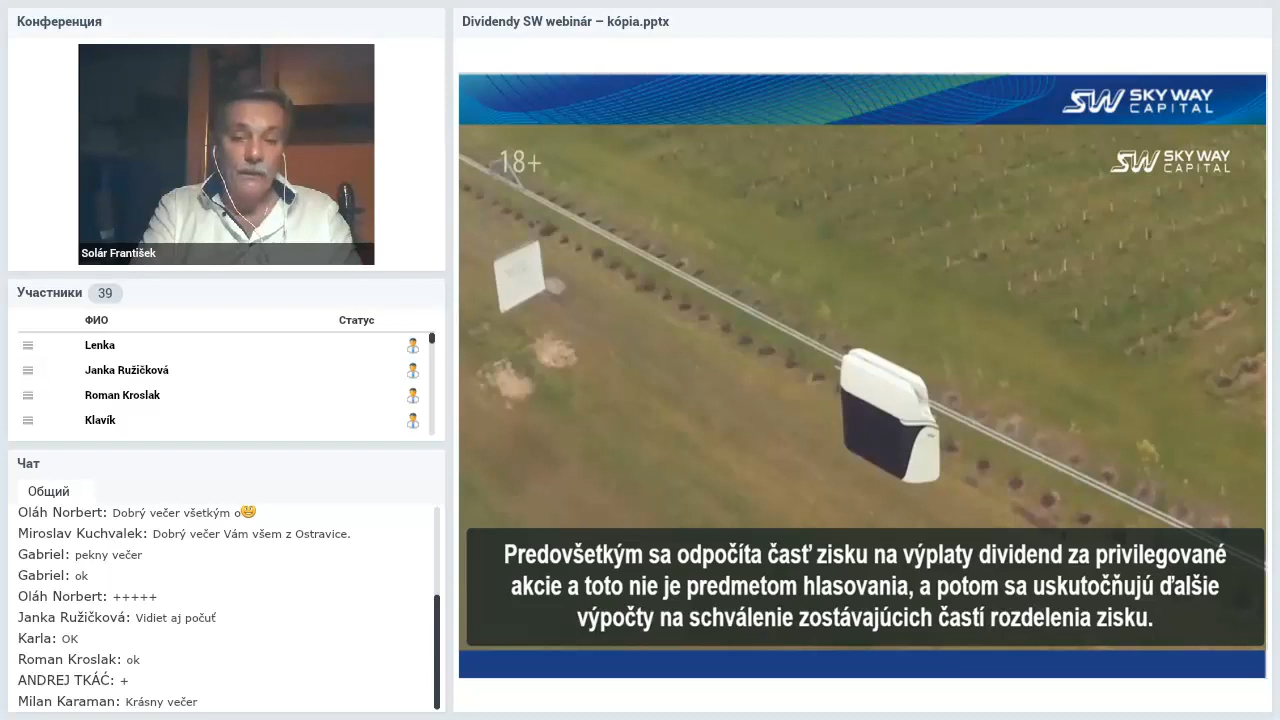 Конференция
Solár František
Участники 39
ФИО Статус
Lenka
Janka Ružičková
Roman Kroslak
Klavík
Чат
Общий
Oláh Norbert: Dobrý večer všetkým o
Miroslav Kuchvalek: Dobrý večer Vám všem z Ostravice.
Gabriel: pekny večer
Gabriel: ok
Oláh Norbert: +++++
Janka Ružičková: Vidiet aj počuť
Karla: OK
Roman Kroslak: ok
ANDREJ TKÁČ: +
Milan Karaman: Krásny večer
Dividendy SW webinár – kópia.pptx
SW SKY WAY
CAPITAL
18+
SW SKY WAY
CAPITAL
Predovšetkým sa odpočíta časť zisku na výplaty dividend za privilegované
akcie a toto nie je predmetom hlasovania, a potom sa uskutočňujú ďalšie
výpočty na schválenie zostávajúcich častí rozdelenia zisku.